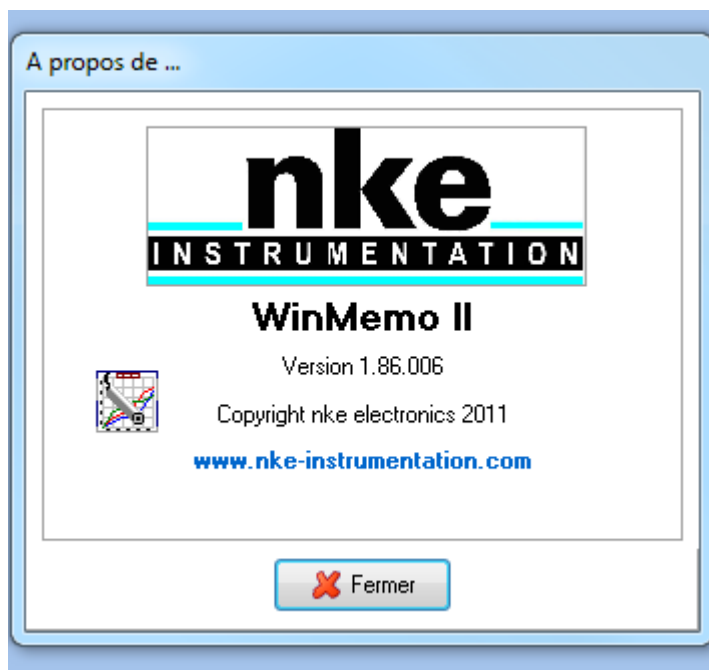 A propos de ...
nke
INSTRUMENTATION
WinMemo II
Version 1.86.006
Copyright nke electronics 2011
www.nke-instrumentation.com
Fermer